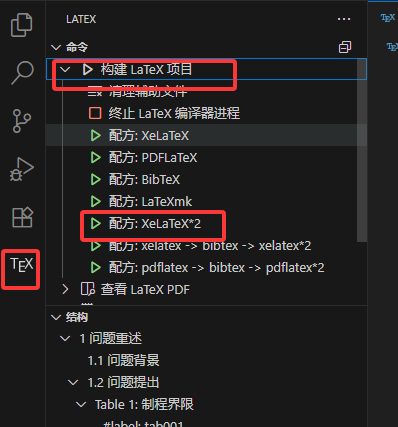 LATEX
TEX
命令
构建 LaTeX 项目
清理辅助文件
终止 LaTeX 编译器进程
配方: XeLaTeX
配方: PDFLaTeX
配方: BibTeX
配方: LaTeXmk
配方: XeLaTeX*2
配方: xelatex -> bibtex -> xelatex*2
TEX
配方: pdflatex -> bibtex -> pdflatex*2
查看 LaTeX PDF
结构
1 问题重述
1.1 问题背景
1.2 问题提出
Table 1: 制程界限
#label: tab001